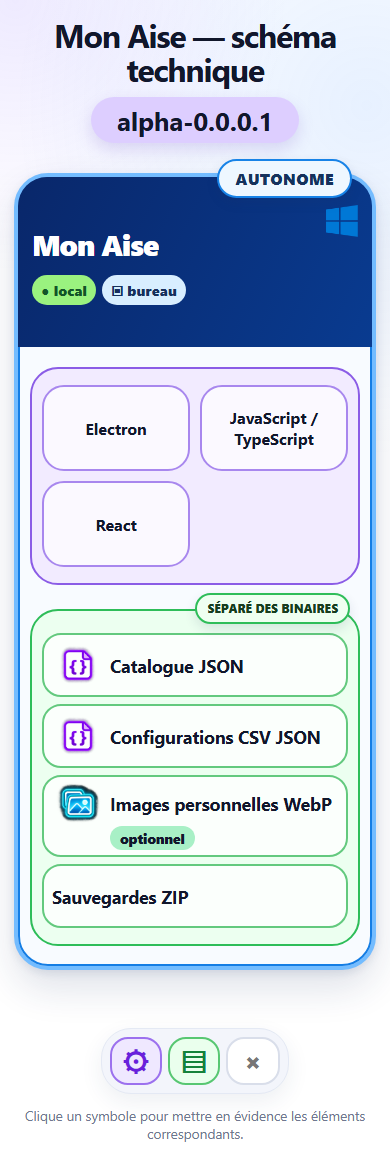 Mon Aise — schéma
technique
alpha-0.0.0.1
AUTONOME
Mon Aise
local
bureau
Electron
JavaScript /
TypeScript
React
SÉPARÉ DES BINAIRES
Catalogue JSON
Configurations CSV JSON
Images personnelles WebP
optionnel
Sauvegardes ZIP
Clique un symbole pour mettre en évidence les éléments
correspondants.